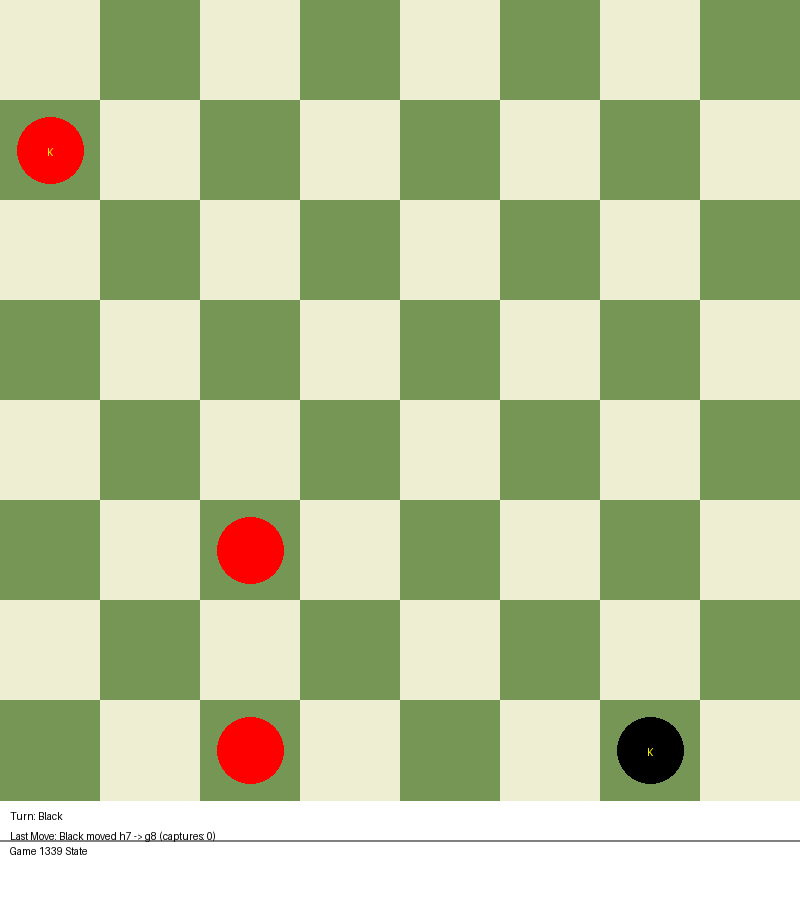 K
K
Turn: Black
Last Move: Black moved h7 -> g8 (captures: 0)
Game 1339 State